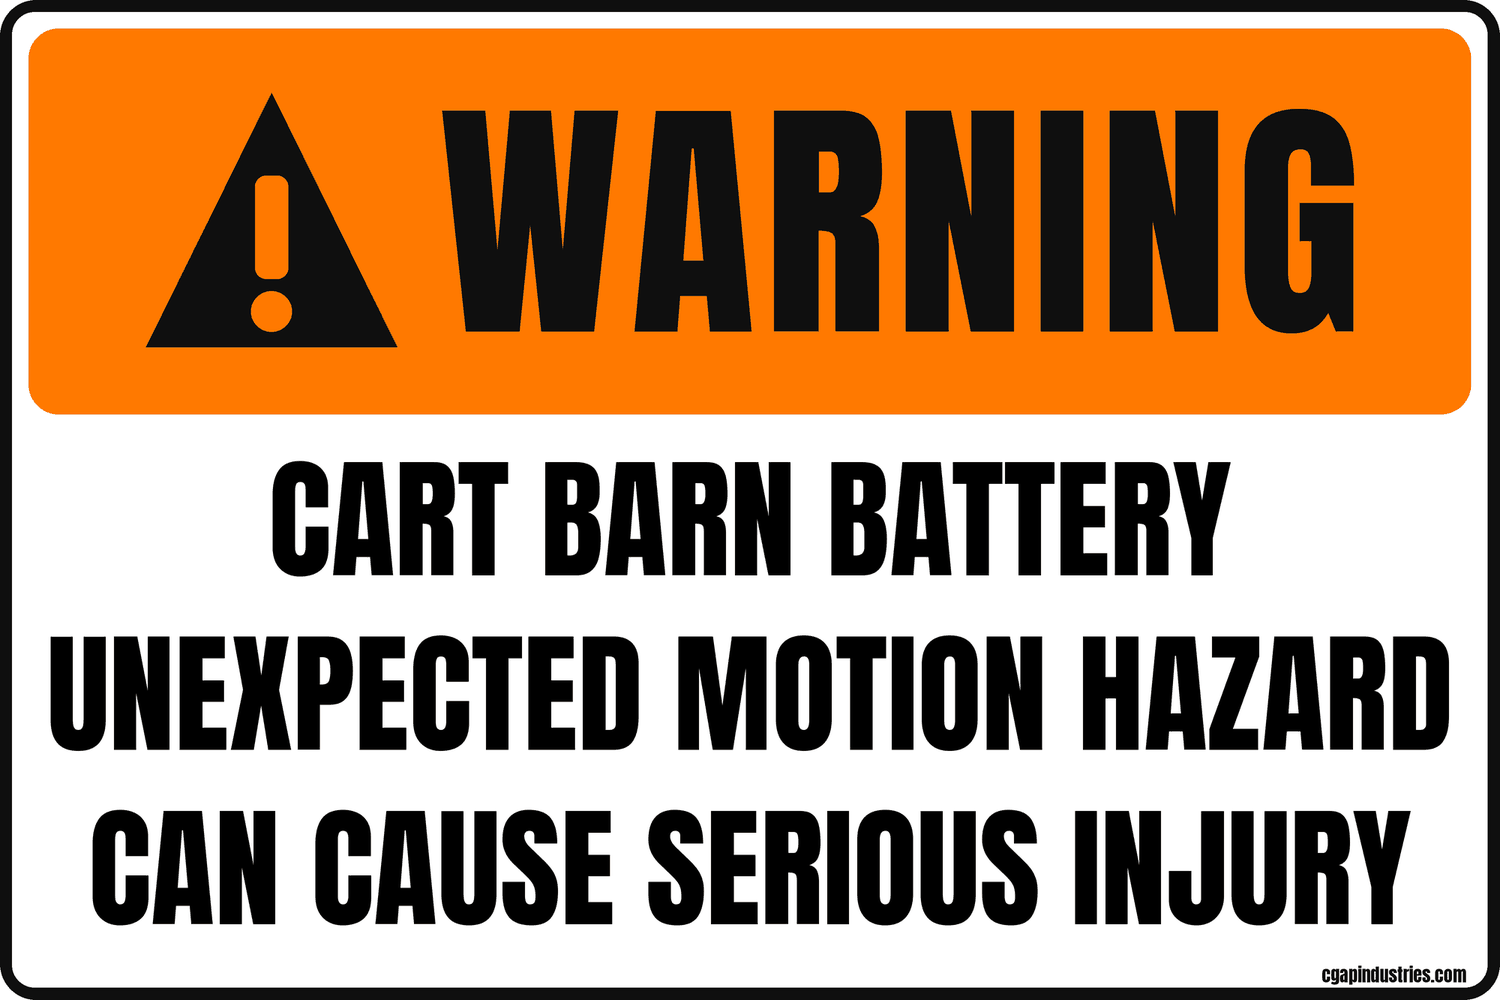 WARNING
CART BARN BATTERY
UNEXPECTED MOTION HAZARD
CAN CAUSE SERIOUS INJURY
cgapindustries.com